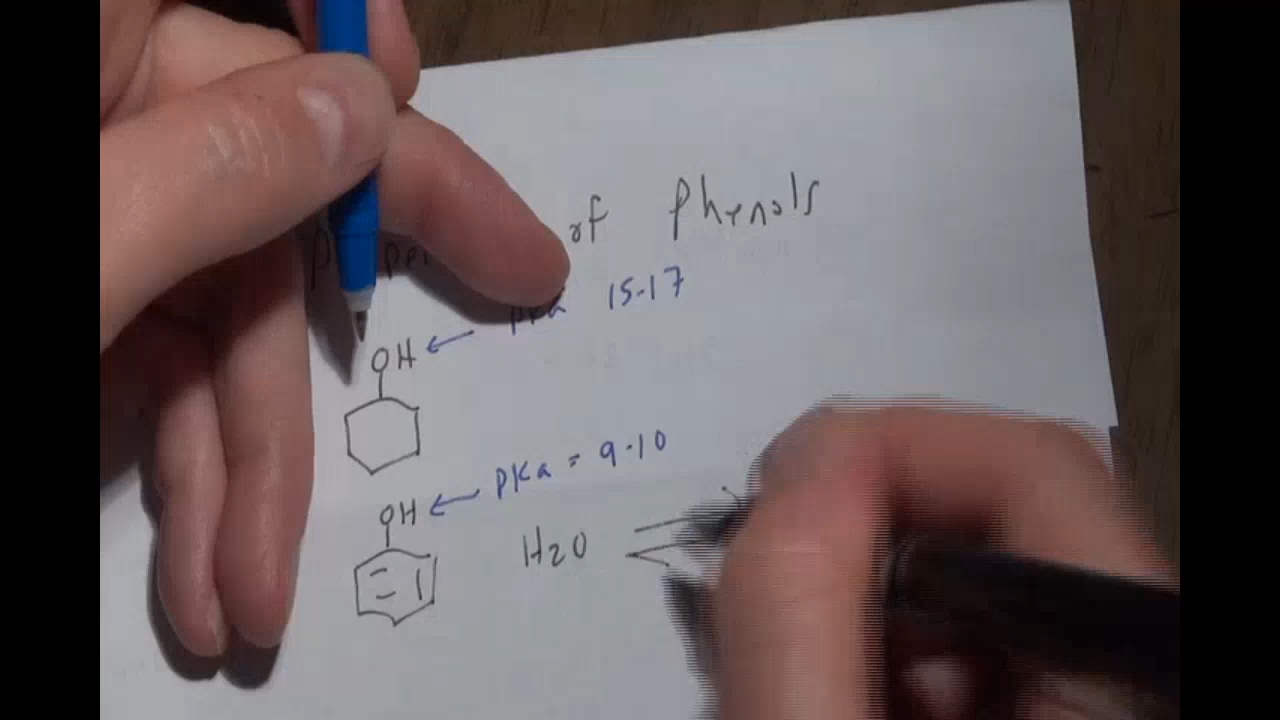 of Phenols
pKa 15-17
OH
pKa = 9-10
OH
H2O